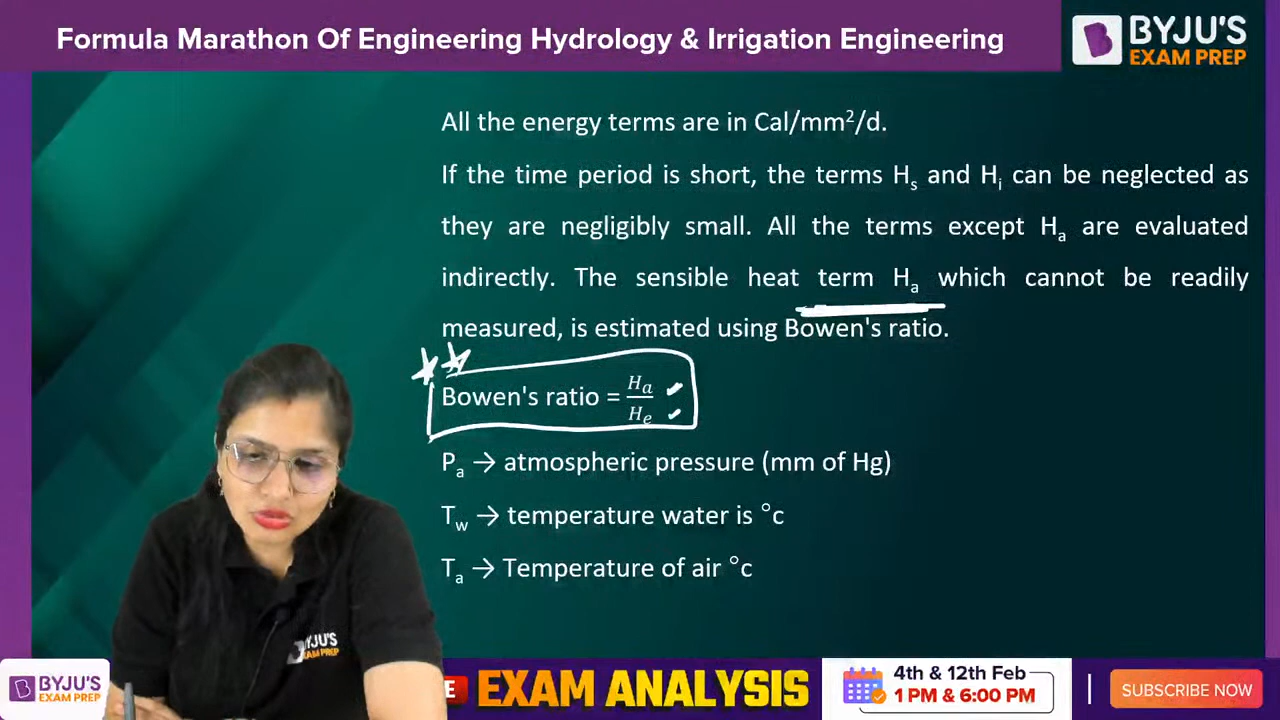 Formula Marathon Of Engineering Hydrology & Irrigation Engineering
BYJU'S
EXAM PREP
All the energy terms are in Cal/mm²/d.
If the time period is short, the terms Hₛ and Hᵢ can be neglected as
they are negligibly small. All the terms except Hₐ are evaluated
indirectly. The sensible heat term Hₐ which cannot be readily
measured, is estimated using Bowen's ratio.
Bowen's ratio = Hₐ/Hₑ
Pₐ → atmospheric pressure (mm of Hg)
T_w → temperature water is °c
Tₐ → Temperature of air °c
BYJU'S
EXAM PREP
BYJU'S
EXAM PREP
E EXAM ANALYSIS
4th & 12th Feb
1 PM & 6:00 PM
SUBSCRIBE NOW